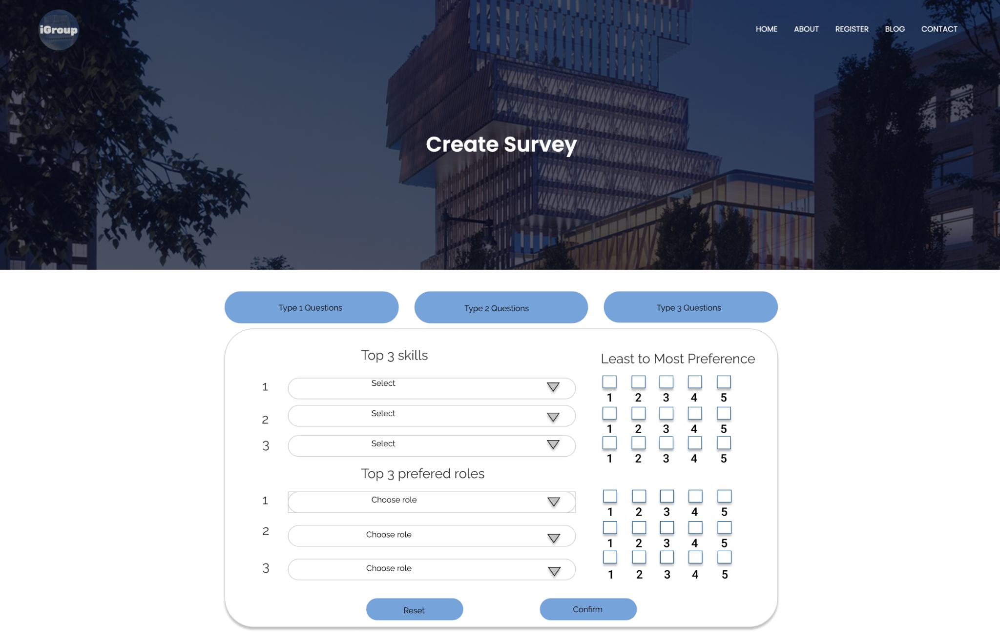 iGroup
HOME ABOUT REGISTER BLOG CONTACT
Create Survey
Type 1 Questions
Type 2 Questions
Type 3 Questions
Top 3 skills
Least to Most Preference
1 Select
1 2 3 4 5
2 Select
1 2 3 4 5
3 Select
1 2 3 4 5
Top 3 prefered roles
1 Choose role
1 2 3 4 5
2 Choose role
1 2 3 4 5
3 Choose role
1 2 3 4 5
Reset
Confirm